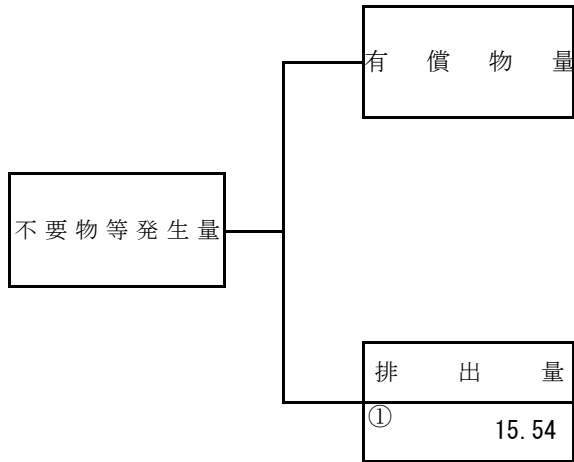 有償物量
不要物等発生量
排出量
①
15.54